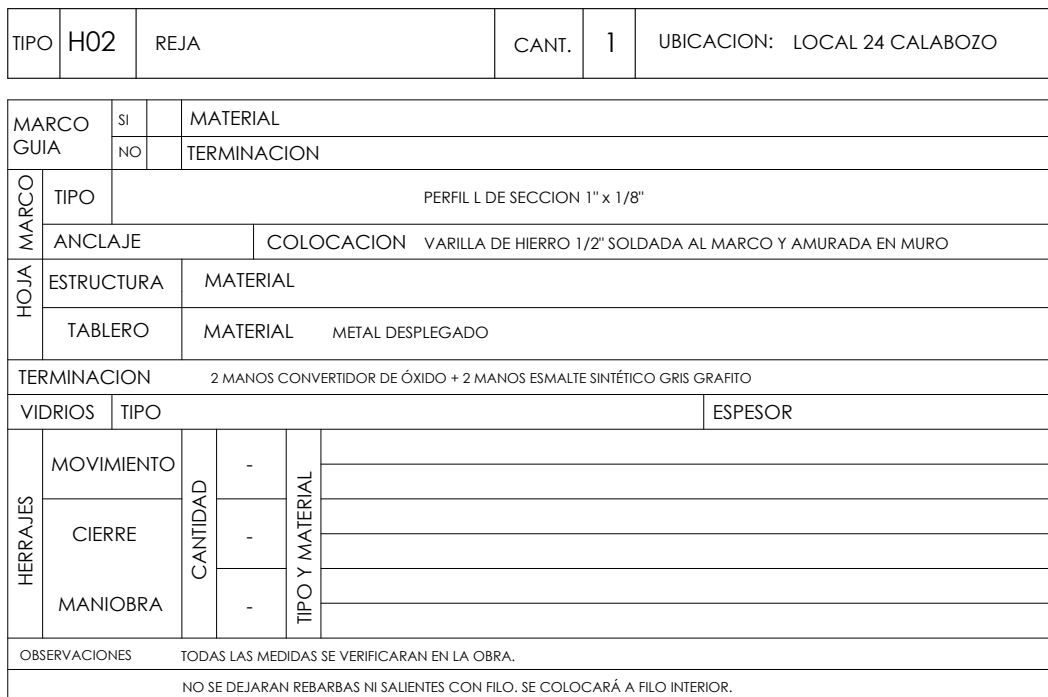 TIPO H02 REJA CANT. 1 UBICACION: LOCAL 24 CALABOZO
MARCO GUIA SI MATERIAL
NO TERMINACION
MARCO TIPO PERFIL L DE SECCION 1" x 1/8"
ANCLAJE COLOCACION VARILLA DE HIERRO 1/2" SOLDADA AL MARCO Y AMURADA EN MURO
HOJA ESTRUCTURA MATERIAL
TABLERO MATERIAL METAL DESPLEGADO
TERMINACION 2 MANOS CONVERTIDOR DE ÓXIDO + 2 MANOS ESMALTE SINTÉTICO GRIS GRAFITO
VIDRIOS TIPO ESPESOR
HERRAJES MOVIMIENTO CANTIDAD - TIPO Y MATERIAL
CIERRE -
MANIOBRA -
OBSERVACIONES TODAS LAS MEDIDAS SE VERIFICARAN EN LA OBRA.
NO SE DEJARAN REBARBAS NI SALIENTES CON FILO. SE COLOCARÁ A FILO INTERIOR.